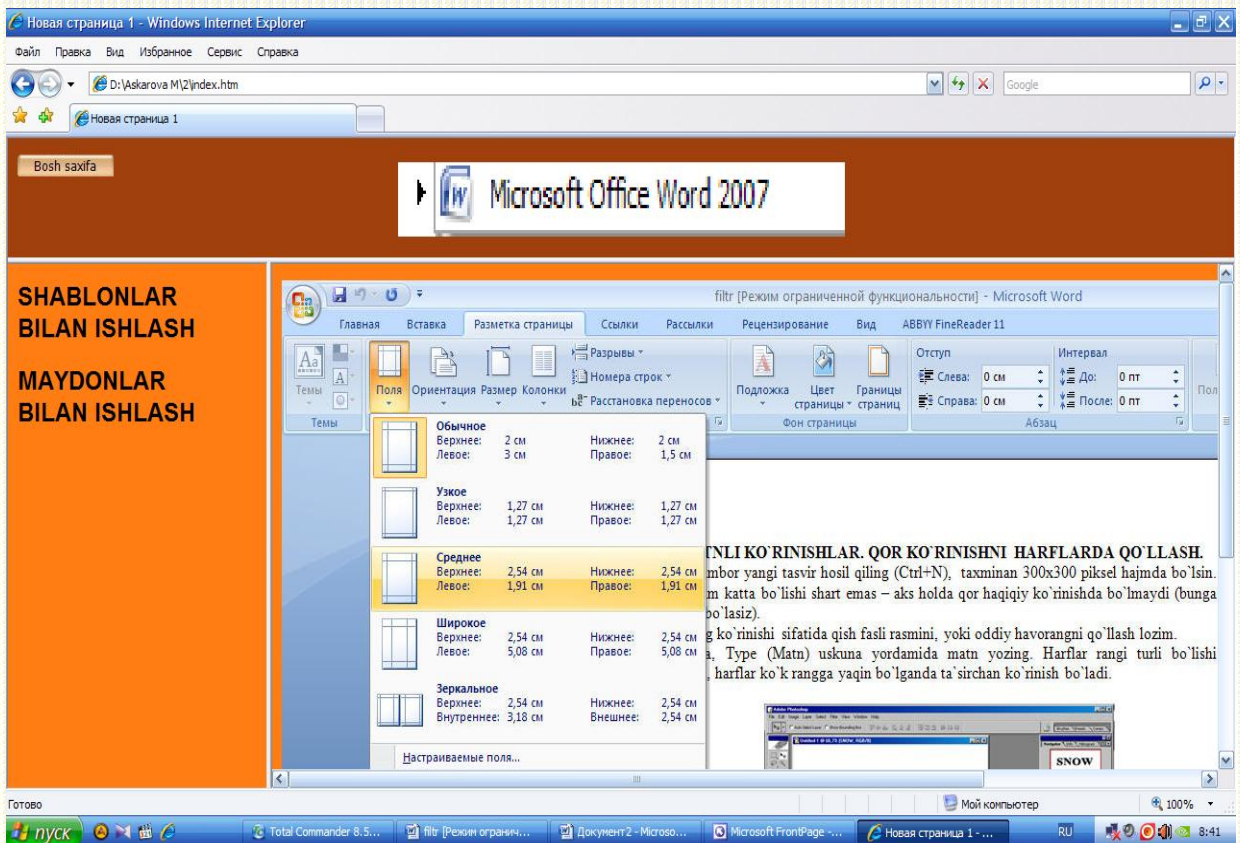 Новая страница 1 - Windows Internet Explorer
Файл Правка Вид Избранное Сервис Справка
D:\Askarova M\2\index.htm
Google
Новая страница 1
Bosh saxifa
Microsoft Office Word 2007
SHABLONLAR
BILAN ISHLASH
MAYDONLAR
BILAN ISHLASH
filtr [Режим ограниченной функциональности] - Microsoft Word
Главная Вставка Разметка страницы Ссылки Рассылки Рецензирование Вид ABBYY FineReader 11
Темы
Поля
Ориентация Размер Колонки
Разрывы
Номера строк
Расстановка переносов
Подложка
Цвет
страницы
Границы
страниц
Отступ
Слева: 0 см
Справа: 0 см
Интервал
До: 0 пт
После: 0 пт
Темы
Фон страницы
Абзац
Обычное
Верхнее: 2 см Нижнее: 2 см
Левое: 3 см Правое: 1,5 см
Узкое
Верхнее: 1,27 см Нижнее: 1,27 см
Левое: 1,27 см Правое: 1,27 см
Среднее
Верхнее: 2,54 см Нижнее: 2,54 см
Левое: 1,91 см Правое: 1,91 см
Широкое
Верхнее: 2,54 см Нижнее: 2,54 см
Левое: 5,08 см Правое: 5,08 см
Зеркальное
Верхнее: 2,54 см Нижнее: 2,54 см
Внутреннее: 3,18 см Внешнее: 2,54 см
Настраиваемые поля...
KO`RINISHLAR. QOR KO`RINISHNI HARFLARDA QO`LLASH.
yangi tasvir hosil qiling (Ctrl+N), taxminan 300x300 piksel hajmda bo`lsin.
katta bo`lishi shart emas – aks holda qor haqiqiy ko`rinishda bo`lmaydi (bunga
bo`lasiz).
ko`rinishi sifatida qish fasli rasmini, yoki oddiy havorangni qo`llash lozim.
Type (Matn) uskuna yordamida matn yozing. Harflar rangi turli bo`lishi
harflar ko`k rangga yaqin bo`lganda ta`sirchan ko`rinish bo`ladi.
Adobe Photoshop
SNOW
Готово
Мой компьютер
100%
пуск
Total Commander 8.5...
filtr [Режим огранич...
Документ2 - Microso...
Microsoft FrontPage -...
Новая страница 1 - ...
RU
8:41